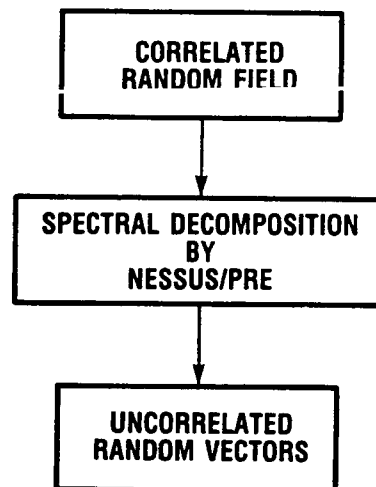 CORRELATED
RANDOM FIELD
SPECTRAL DECOMPOSITION
BY
NESSUS/PRE
UNCORRELATED
RANDOM VECTORS